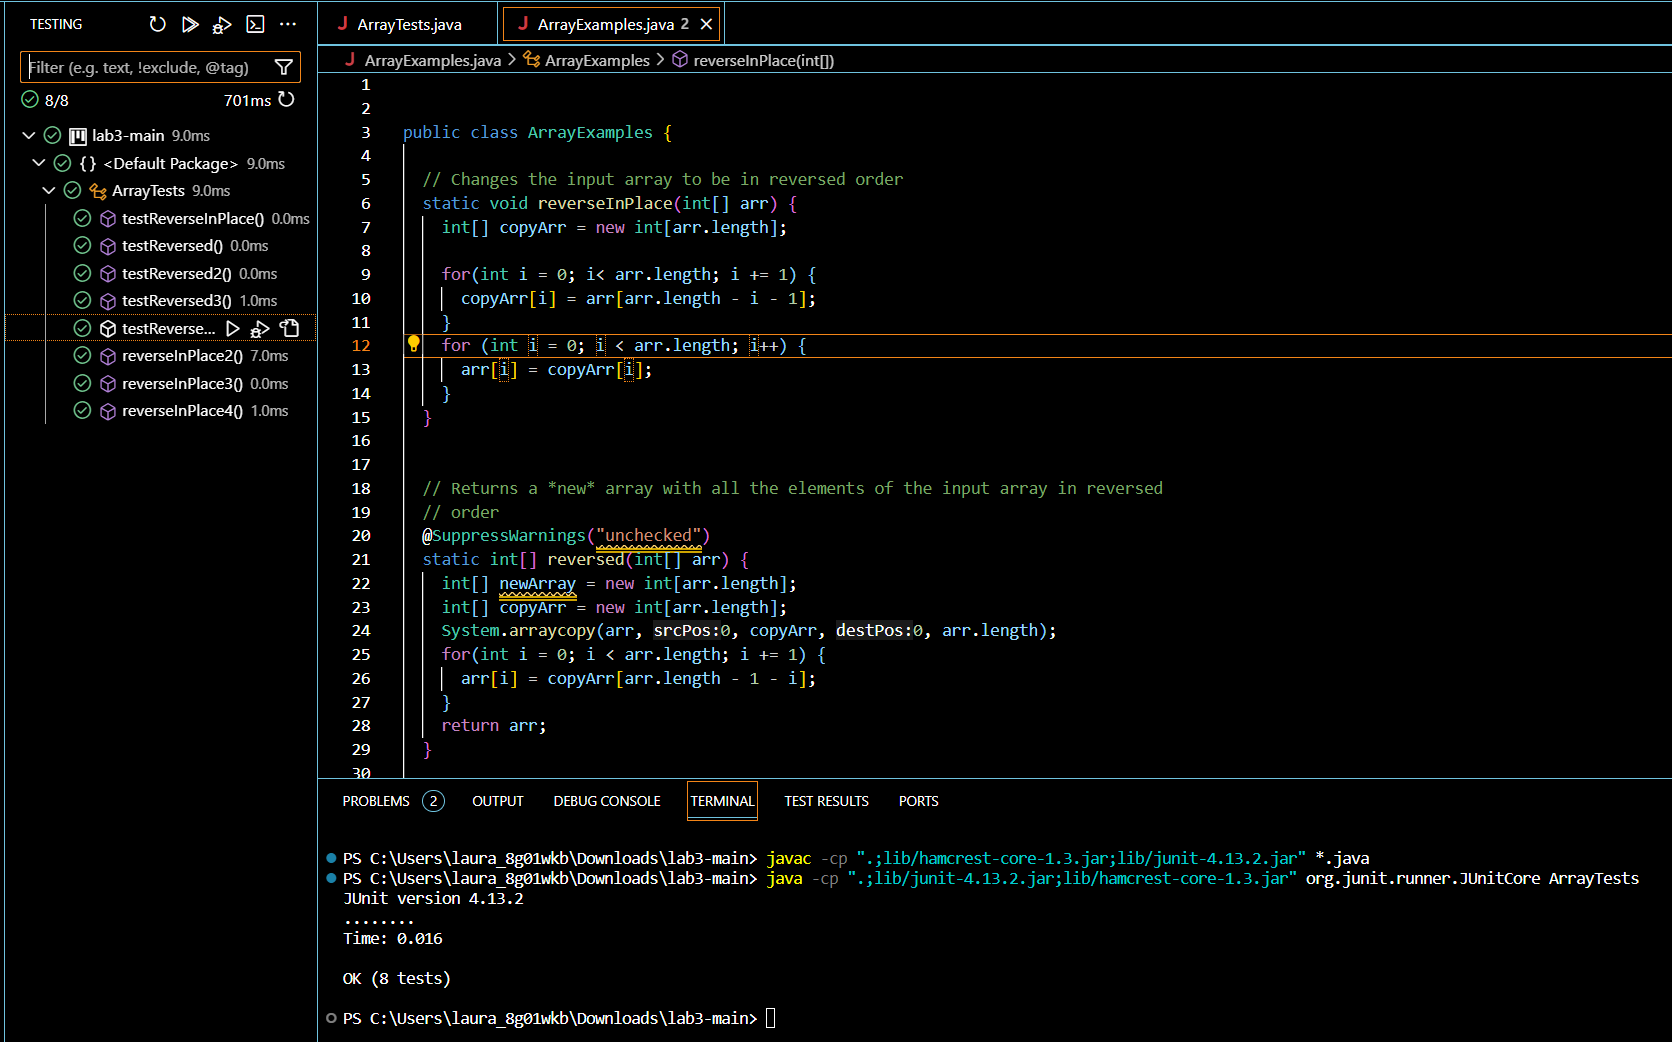 TESTING
Filter (e.g. text, !exclude, @tag)
8/8 701ms
lab3-main 9.0ms
{} <Default Package> 9.0ms
ArrayTests 9.0ms
testReverseInPlace() 0.0ms
testReversed() 0.0ms
testReversed2() 0.0ms
testReversed3() 1.0ms
testReverse...
reverseInPlace2() 7.0ms
reverseInPlace3() 0.0ms
reverseInPlace4() 1.0ms
J ArrayTests.java J ArrayExamples.java 2
J ArrayExamples.java > ArrayExamples > reverseInPlace(int[])
1
2
3 public class ArrayExamples {
4
5 // Changes the input array to be in reversed order
6 static void reverseInPlace(int[] arr) {
7 int[] copyArr = new int[arr.length];
8
9 for(int i = 0; i< arr.length; i += 1) {
10 copyArr[i] = arr[arr.length - i - 1];
11 }
12 for (int i = 0; i < arr.length; i++) {
13 arr[i] = copyArr[i];
14 }
15 }
16
17
18 // Returns a *new* array with all the elements of the input array in reversed
19 // order
20 @SuppressWarnings("unchecked")
21 static int[] reversed(int[] arr) {
22 int[] newArray = new int[arr.length];
23 int[] copyArr = new int[arr.length];
24 System.arraycopy(arr, srcPos:0, copyArr, destPos:0, arr.length);
25 for(int i = 0; i < arr.length; i += 1) {
26 arr[i] = copyArr[arr.length - 1 - i];
27 }
28 return arr;
29 }
30
PROBLEMS 2 OUTPUT DEBUG CONSOLE TERMINAL TEST RESULTS PORTS
PS C:\Users\laura_8g01wkb\Downloads\lab3-main> javac -cp ".;lib/hamcrest-core-1.3.jar;lib/junit-4.13.2.jar" *.java
PS C:\Users\laura_8g01wkb\Downloads\lab3-main> java -cp ".;lib/junit-4.13.2.jar;lib/hamcrest-core-1.3.jar" org.junit.runner.JUnitCore ArrayTests
JUnit version 4.13.2
........
Time: 0.016
OK (8 tests)
PS C:\Users\laura_8g01wkb\Downloads\lab3-main>